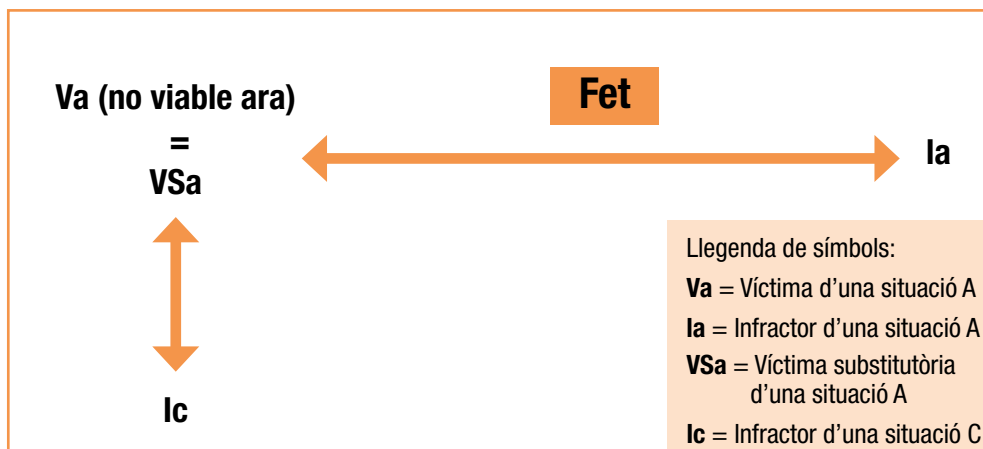 Va (no viable ara)
=
VSa
Fet
Ia
Ic
Llegenda de símbols:
Va = Víctima d'una situació A
Ia = Infractor d'una situació A
VSa = Víctima substitutòria
d'una situació A
Ic = Infractor d'una situació C